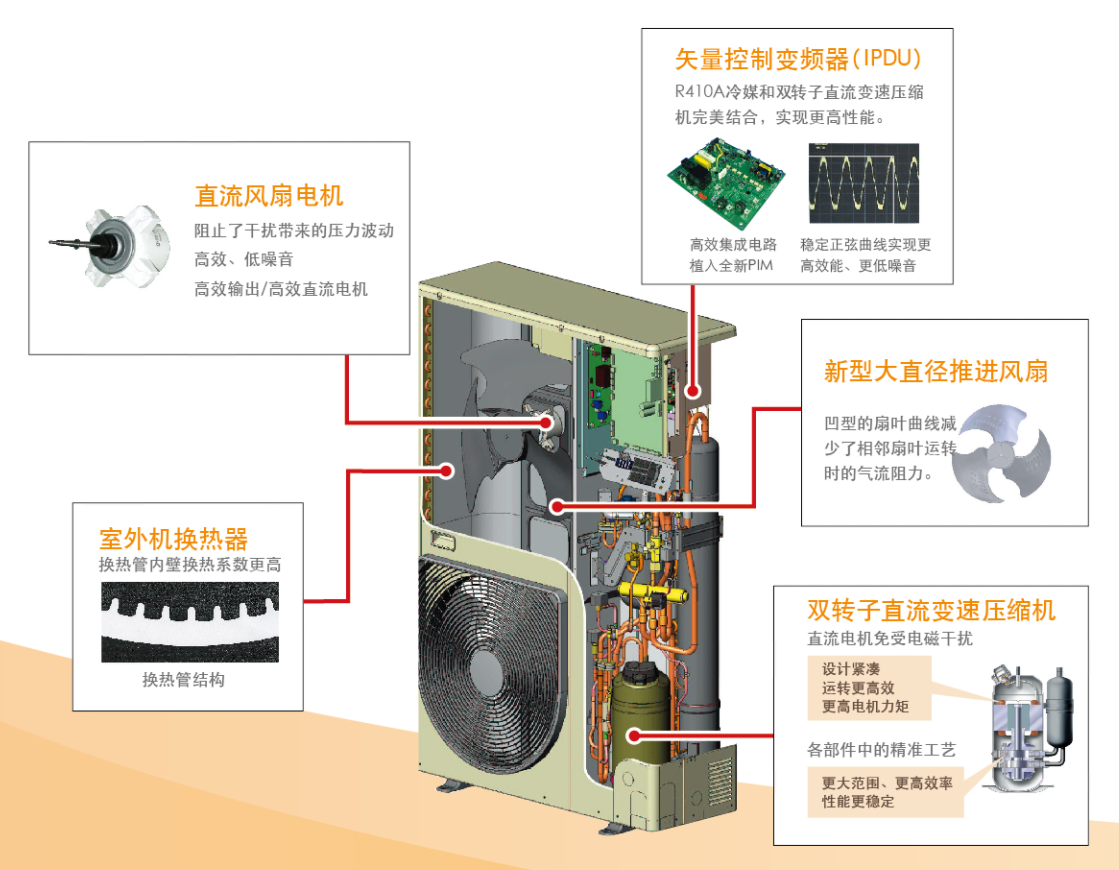 矢量控制变频器(IPDU)
R410A冷媒和双转子直流变速压缩
机完美结合，实现更高性能。
高效集成电路
植入全新PIM
稳定正弦曲线实现更
高效能、更低噪音
直流风扇电机
阻止了干扰带来的压力波动
高效、低噪音
高效输出/高效直流电机
新型大直径推进风扇
凹型的扇叶曲线减
少了相邻扇叶运转
时的气流阻力。
室外机换热器
换热管内壁换热系数更高
换热管结构
双转子直流变速压缩机
直流电机免受电磁干扰
设计紧凑
运转更高效
更高电机力矩
各部件中的精准工艺
更大范围、更高效率
性能更稳定